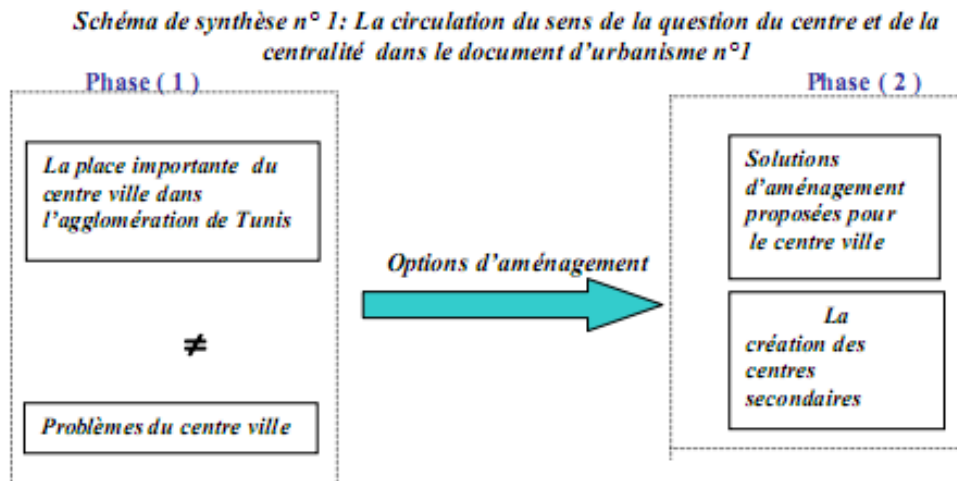 Schéma de synthèse n° 1: La circulation du sens de la question du centre et de la
centralité dans le document d'urbanisme n°1
Phase ( 1 )
La place importante du
centre ville dans
l'agglomération de Tunis
≠
Problèmes du centre ville
Options d'aménagement
Phase ( 2 )
Solutions
d'aménagement
proposées pour
le centre ville
La
création des
centres
secondaires